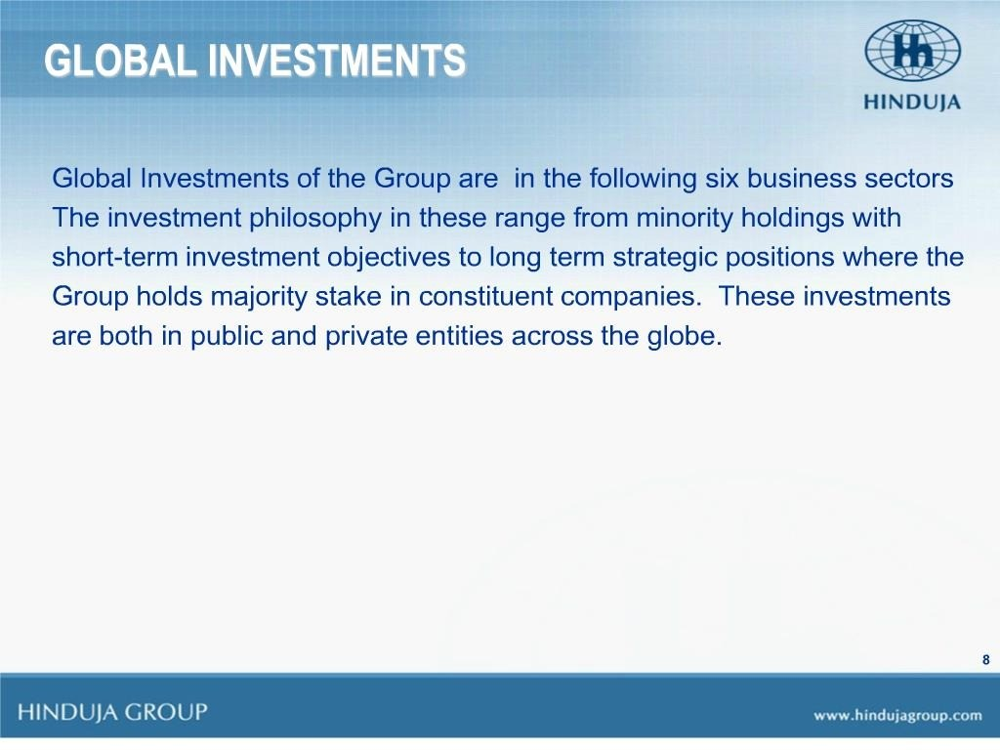 GLOBAL INVESTMENTS
Hh
HINDUJA
Global Investments of the Group are  in the following six business sectors
The investment philosophy in these range from minority holdings with
short-term investment objectives to long term strategic positions where the
Group holds majority stake in constituent companies.  These investments
are both in public and private entities across the globe.
8
HINDUJA GROUP
www.hindujagroup.com